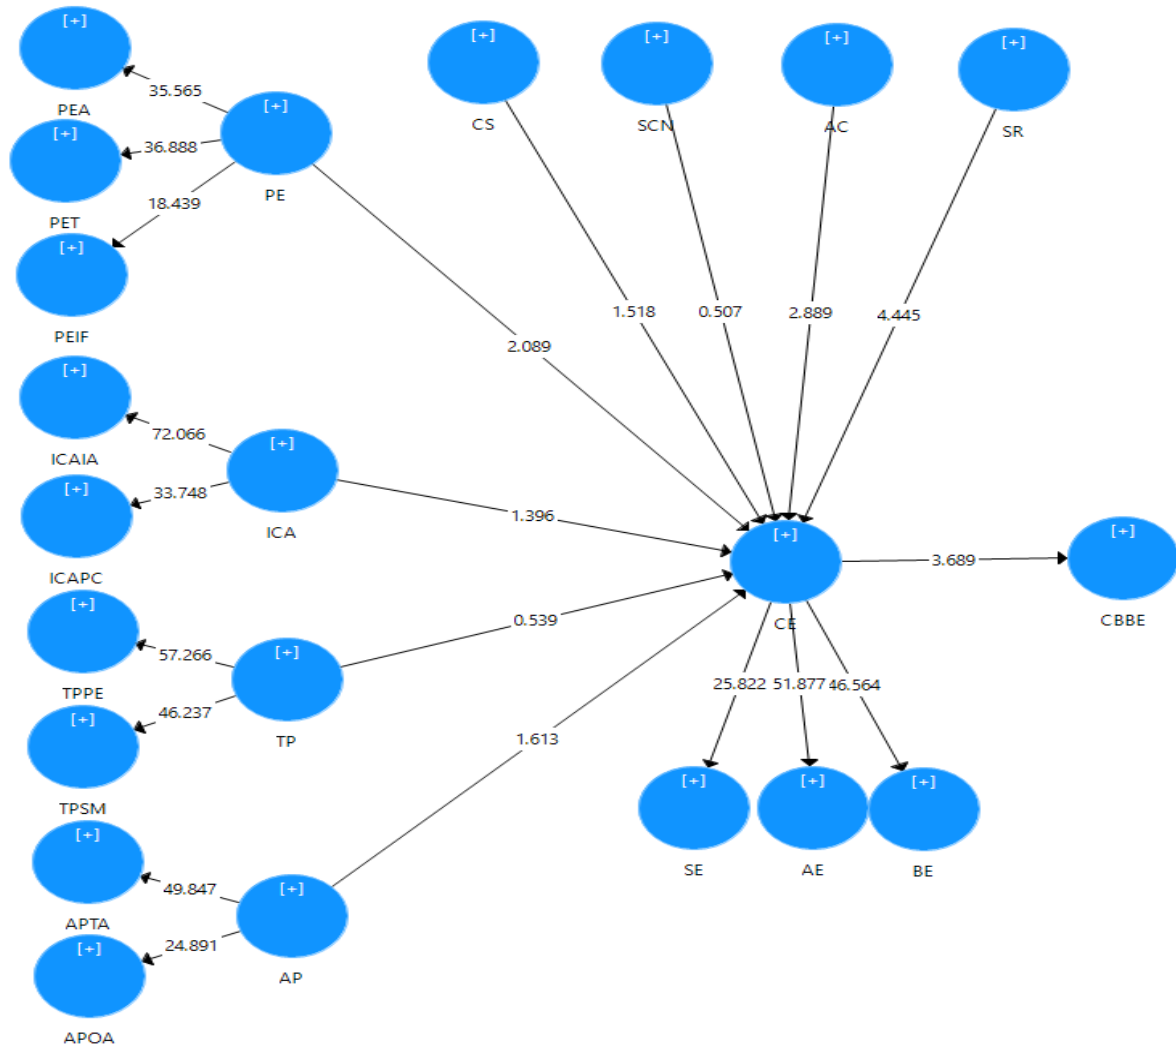 [+]
PEA
[+]
PET
[+]
PEIF
[+]
PE
35.565
36.888
18.439
[+]
CS
[+]
SCN
[+]
AC
[+]
SR
1.518
0.507
2.889
4.445
2.089
[+]
ICAIA
[+]
ICAPC
72.066
33.748
[+]
ICA
1.396
[+]
TPPE
[+]
TPSM
57.266
46.237
[+]
TP
0.539
[+]
CE
3.689
[+]
CBBE
1.613
25.822
51.877
46.564
[+]
SE
[+]
AE
[+]
BE
[+]
APTA
[+]
APOA
49.847
24.891
[+]
AP